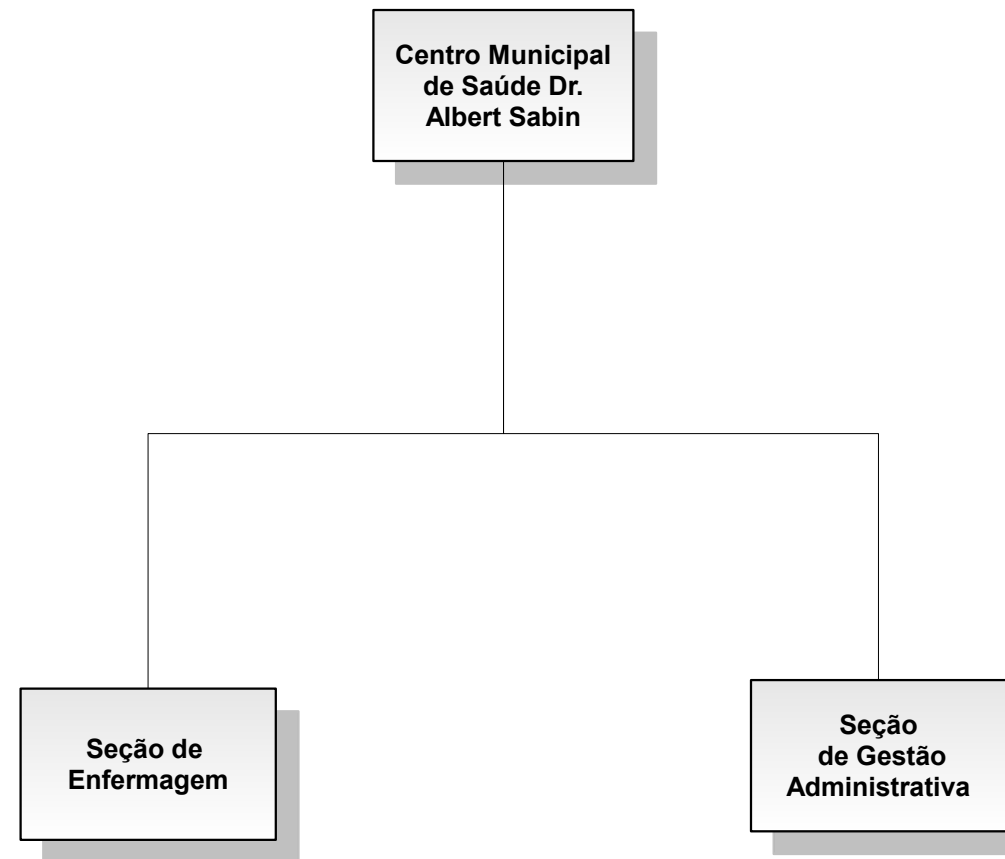 Centro Municipal
de Saúde Dr.
Albert Sabin
Seção de
Enfermagem
Seção
de Gestão
Administrativa